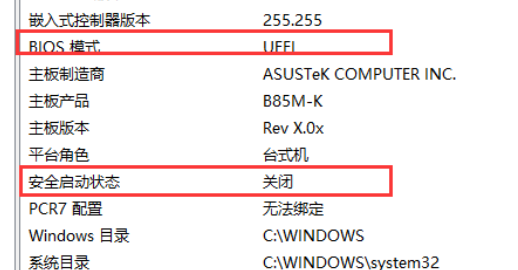 嵌入式控制器版本 255.255
BIOS 模式 UEFI
主板制造商 ASUSTeK COMPUTER INC.
主板产品 B85M-K
主板版本 Rev X.0x
平台角色 台式机
安全启动状态 关闭
PCR7 配置 无法绑定
Windows 目录 C:\WINDOWS
系统目录 C:\WINDOWS\system32